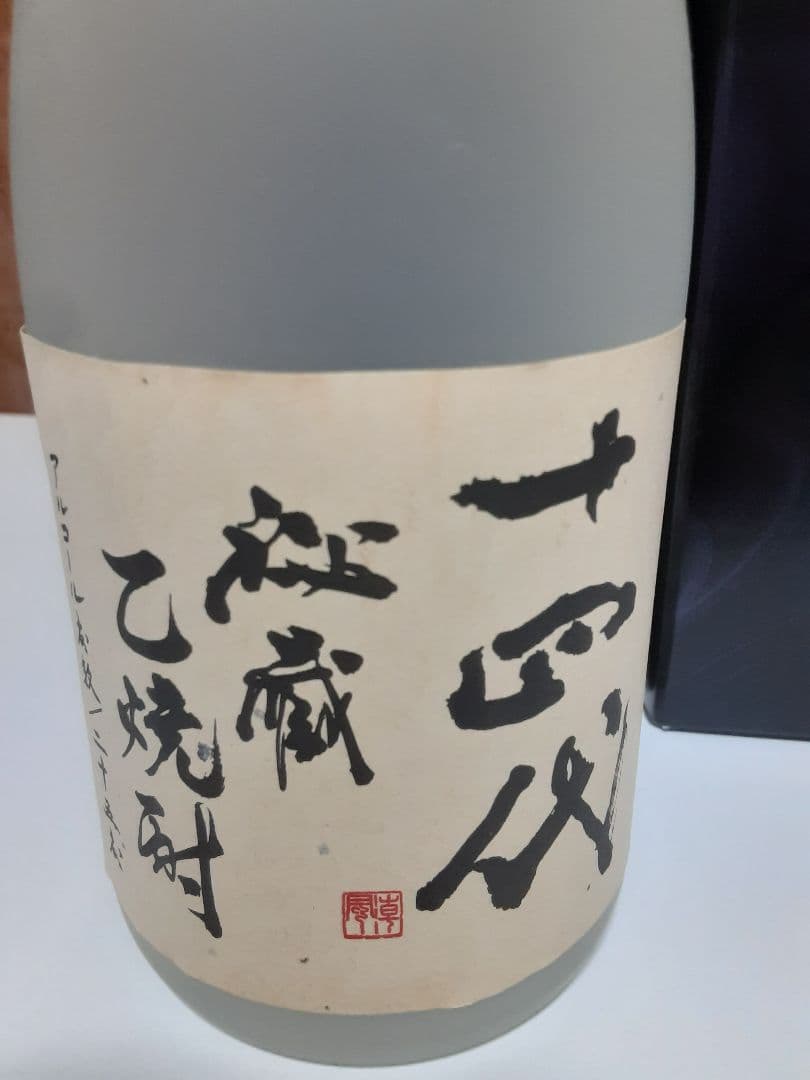 十四代
秘蔵
乙焼酎
アルコール分/二十五度